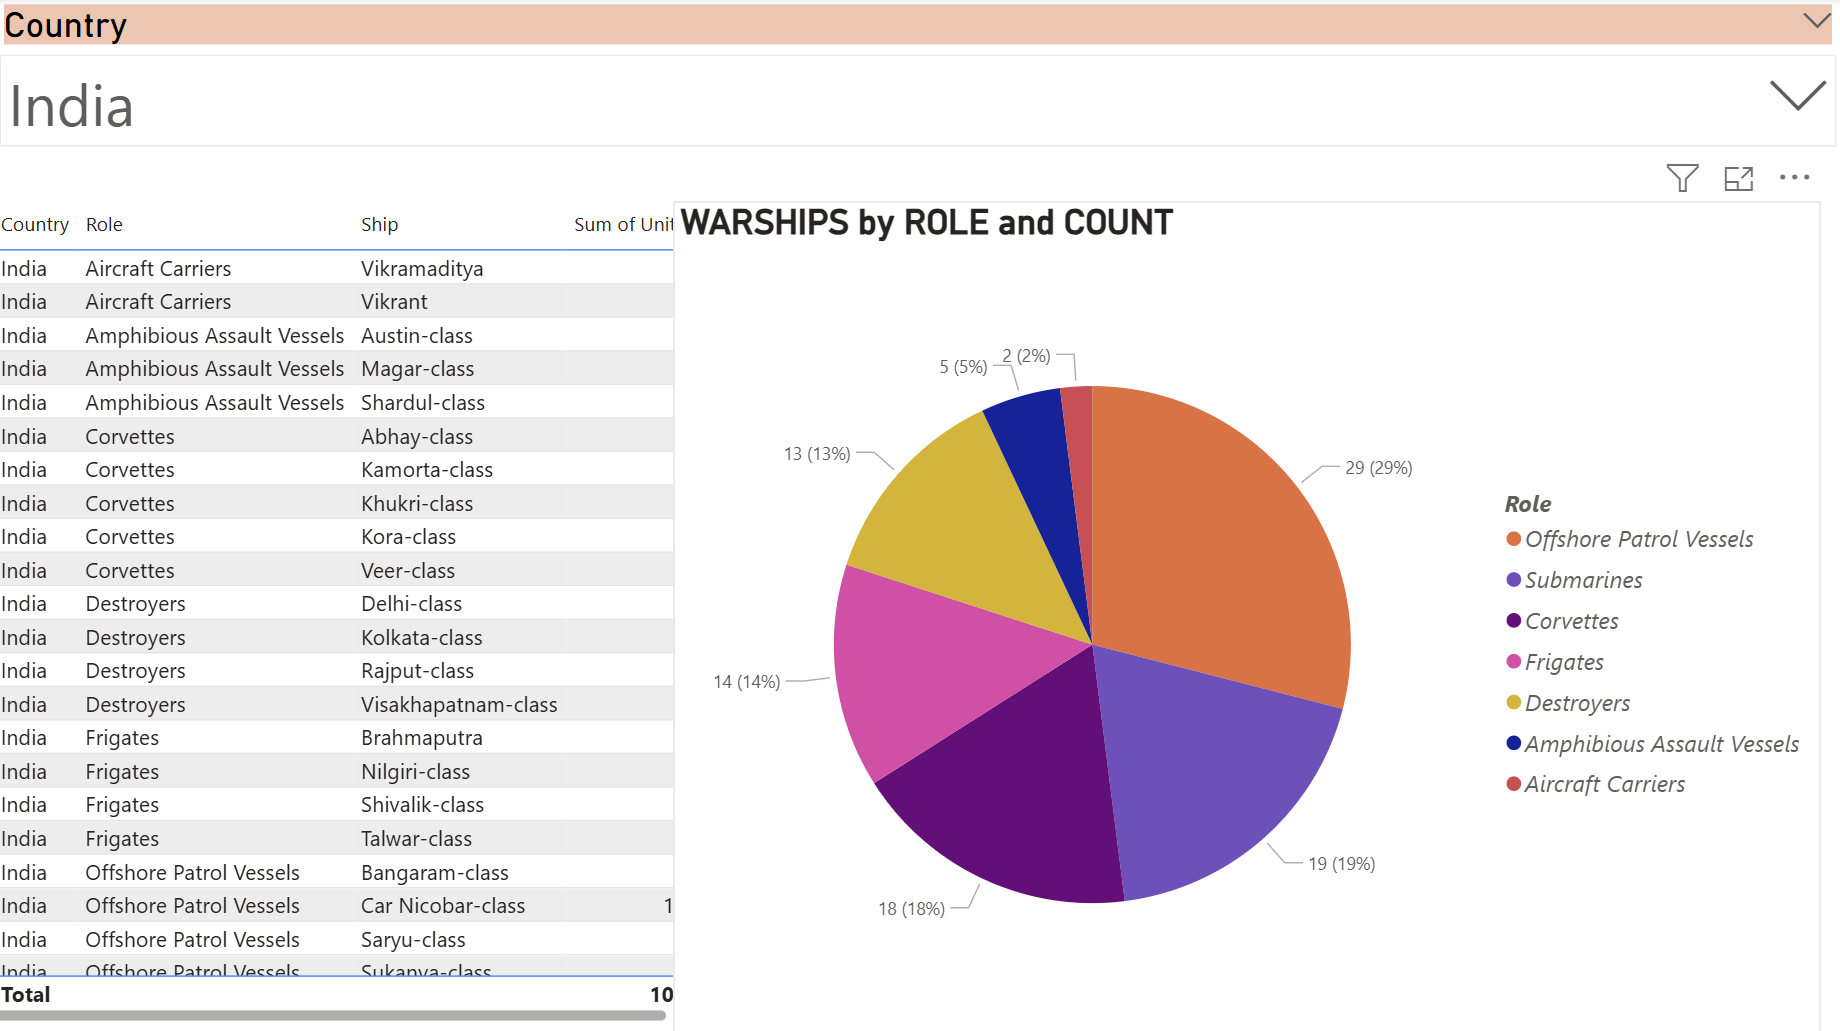 Country
India
Country Role Ship Sum of Unit
India Aircraft Carriers Vikramaditya
India Aircraft Carriers Vikrant
India Amphibious Assault Vessels Austin-class
India Amphibious Assault Vessels Magar-class
India Amphibious Assault Vessels Shardul-class
India Corvettes Abhay-class
India Corvettes Kamorta-class
India Corvettes Khukri-class
India Corvettes Kora-class
India Corvettes Veer-class
India Destroyers Delhi-class
India Destroyers Kolkata-class
India Destroyers Rajput-class
India Destroyers Visakhapatnam-class
India Frigates Brahmaputra
India Frigates Nilgiri-class
India Frigates Shivalik-class
India Frigates Talwar-class
India Offshore Patrol Vessels Bangaram-class
India Offshore Patrol Vessels Car Nicobar-class 1
India Offshore Patrol Vessels Saryu-class
India Offshore Patrol Vessels Sukanya-class
Total 10
WARSHIPS by ROLE and COUNT
2 (2%)
5 (5%)
13 (13%)
29 (29%)
14 (14%)
19 (19%)
18 (18%)
Role
Offshore Patrol Vessels
Submarines
Corvettes
Frigates
Destroyers
Amphibious Assault Vessels
Aircraft Carriers